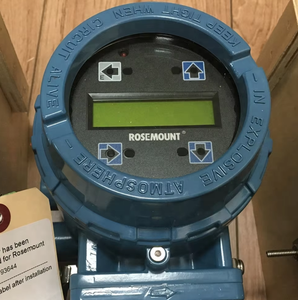 KEEP TIGHT WHEN CIRCUIT ALIVE
- IN EXPLOSIVE ATMOSPHERE -
ROSEMOUNT®
has been
for Rosemount
93644
label after installation